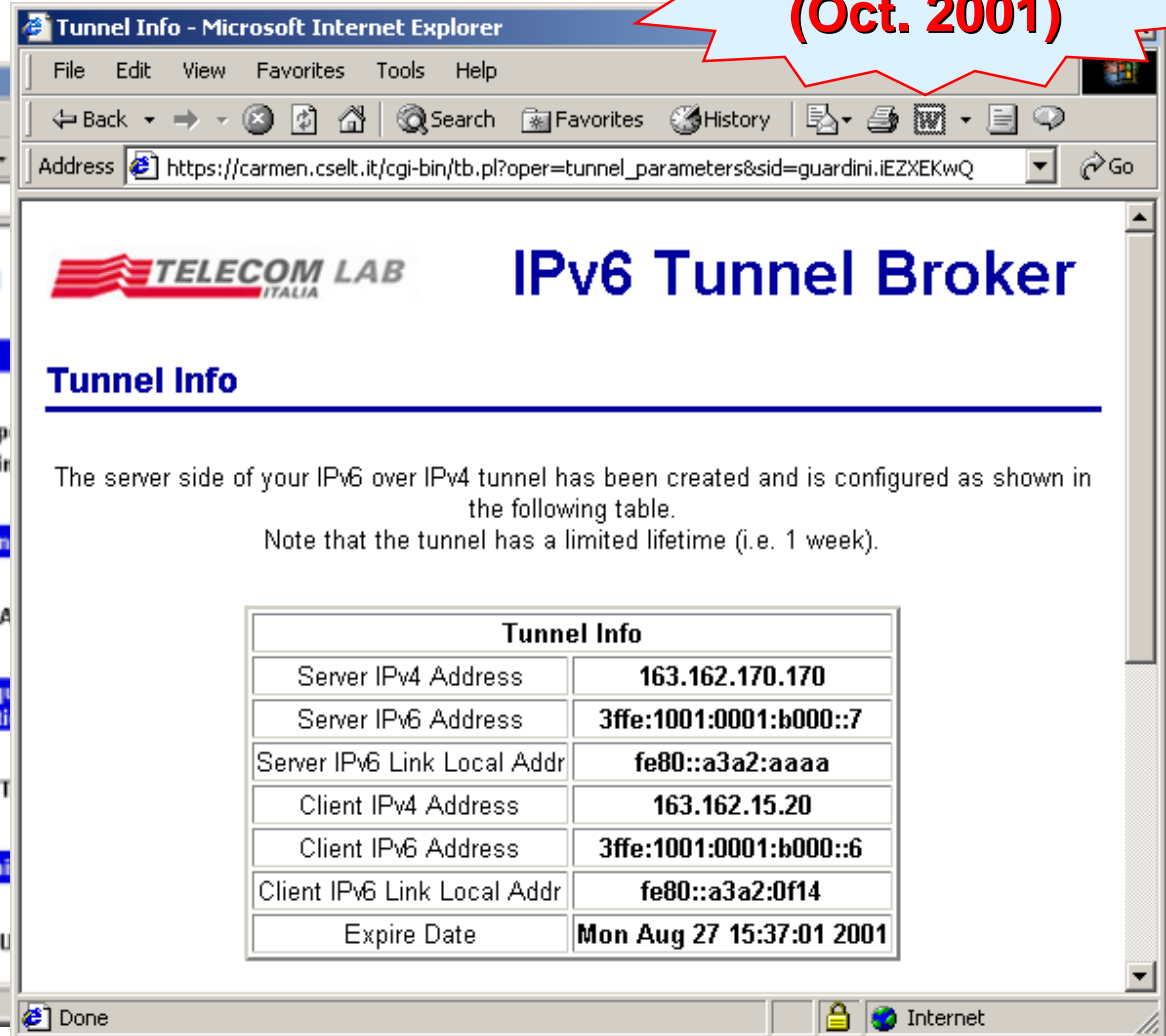 (Oct. 2001)
Tunnel Info - Microsoft Internet Explorer
File Edit View Favorites Tools Help
Back Search Favorites History
Address https://carmen.cselt.it/cgi-bin/tb.pl?oper=tunnel_parameters&sid=guardini.iEZXEKwQ Go
TELECOM LAB
ITALIA
IPv6 Tunnel Broker
Tunnel Info
The server side of your IPv6 over IPv4 tunnel has been created and is configured as shown in
the following table.
Note that the tunnel has a limited lifetime (i.e. 1 week).
Tunnel Info
Server IPv4 Address 163.162.170.170
Server IPv6 Address 3ffe:1001:0001:b000::7
Server IPv6 Link Local Addr fe80::a3a2:aaaa
Client IPv4 Address 163.162.15.20
Client IPv6 Address 3ffe:1001:0001:b000::6
Client IPv6 Link Local Addr fe80::a3a2:0f14
Expire Date Mon Aug 27 15:37:01 2001
Done Internet